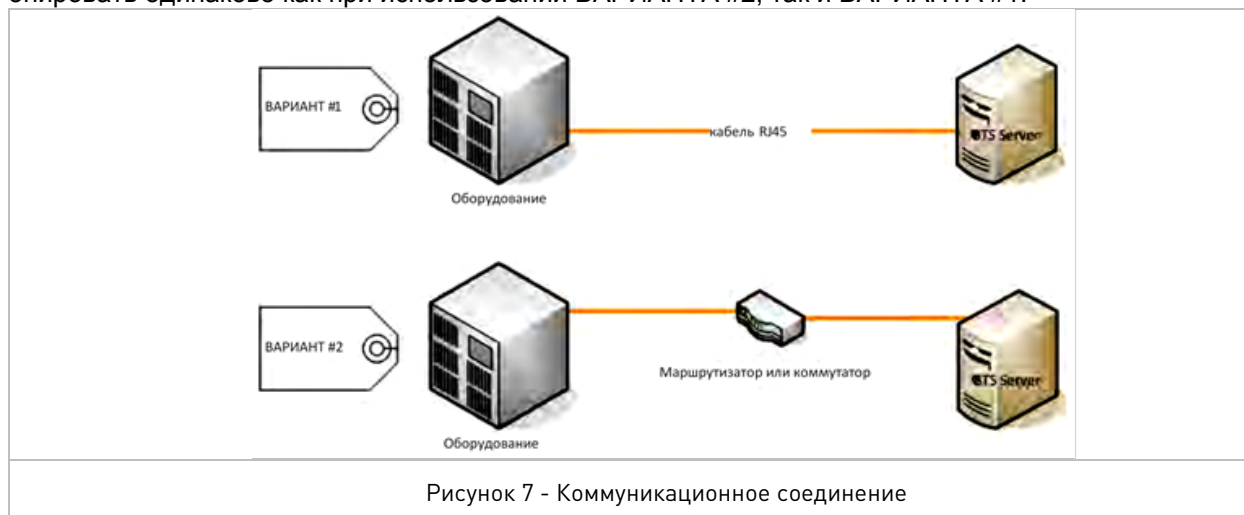 ВАРИАНТ #1
кабель RJ45
Оборудование
ВАРИАНТ #2
Маршрутизатор или коммутатор
Оборудование
Рисунок 7 - Коммуникационное соединение